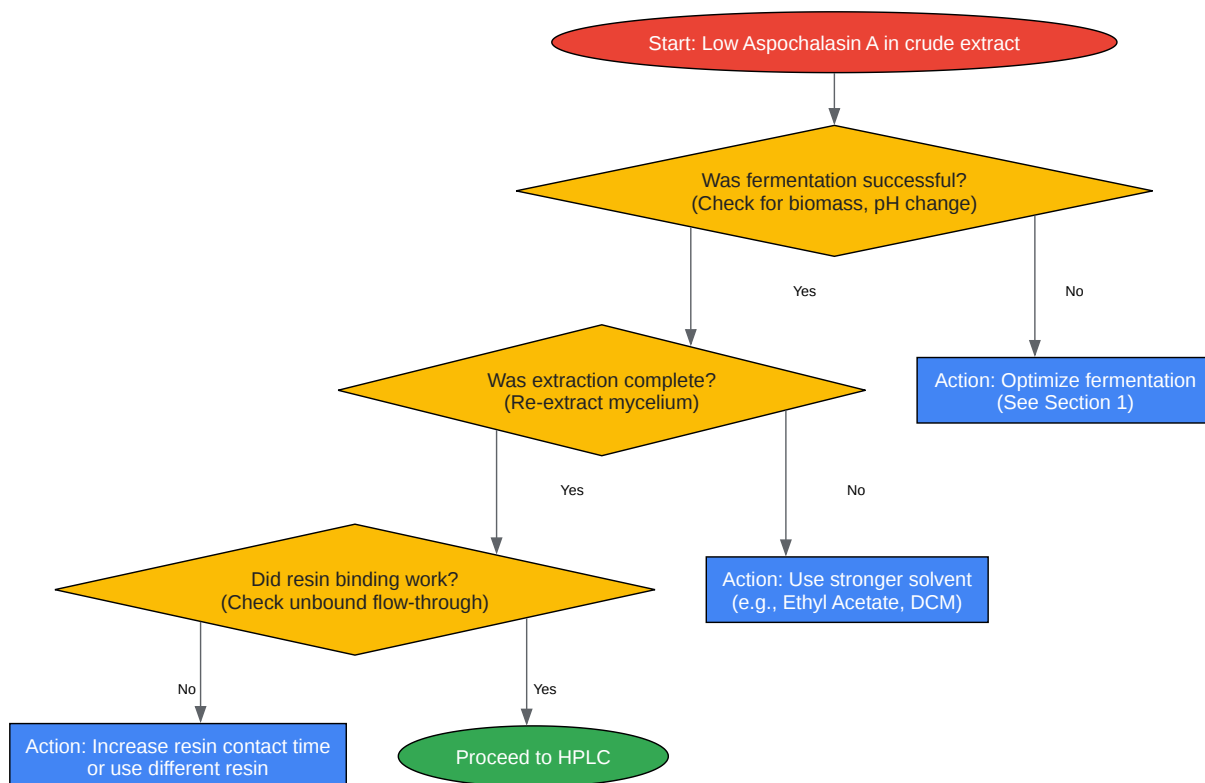 Start: Low Aspochalasin A in crude extract
Was fermentation successful?
(Check for biomass, pH change)
Yes
No
Was extraction complete?
(Re-extract mycelium)
Action: Optimize fermentation
(See Section 1)
Yes
No
Did resin binding work?
(Check unbound flow-through)
Action: Use stronger solvent
(e.g., Ethyl Acetate, DCM)
No
Yes
Action: Increase resin contact time
or use different resin
Proceed to HPLC